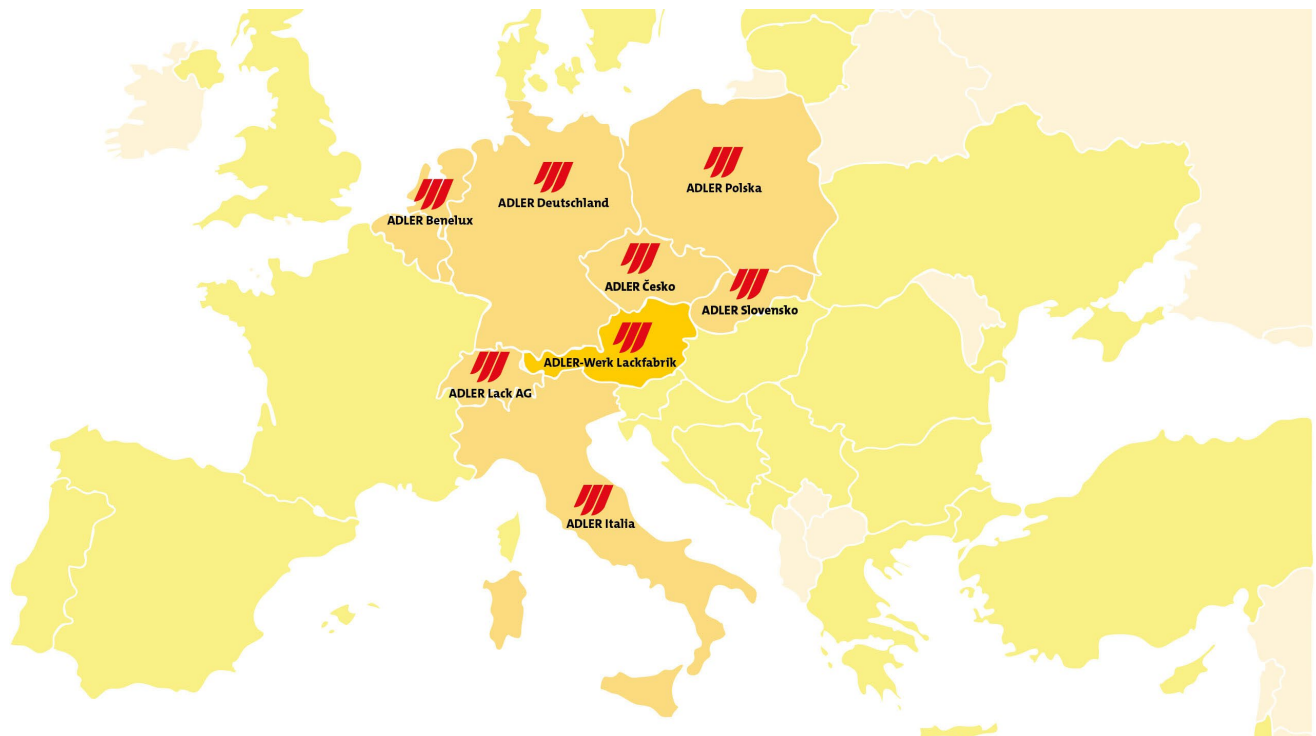 ADLER Polska
ADLER Deutschland
ADLER Benelux
ADLER Česko
ADLER Slovensko
ADLER-Werk Lackfabrik
ADLER Lack AG
ADLER Italia